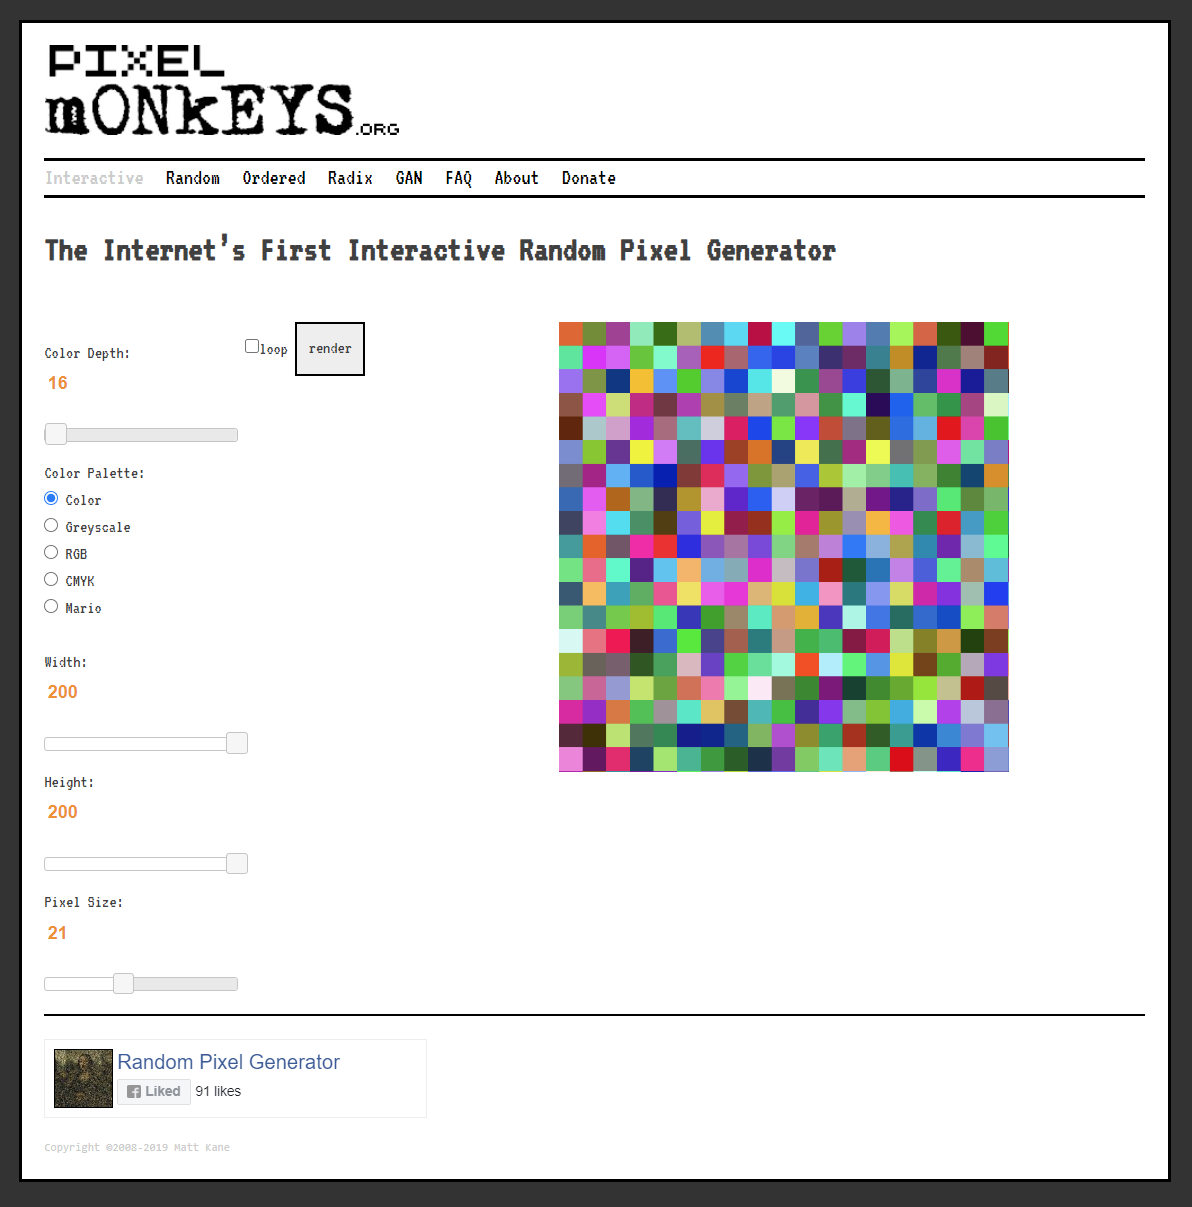 PIXEL
mONkEYS.ORG
Interactive Random Ordered Radix GAN FAQ About Donate
The Internet's First Interactive Random Pixel Generator
Color Depth:
loop
render
16
Color Palette:
Color
Greyscale
RGB
CMYK
Mario
Width:
200
Height:
200
Pixel Size:
21
Random Pixel Generator
Liked 91 likes
Copyright ©2008-2019 Matt Kane